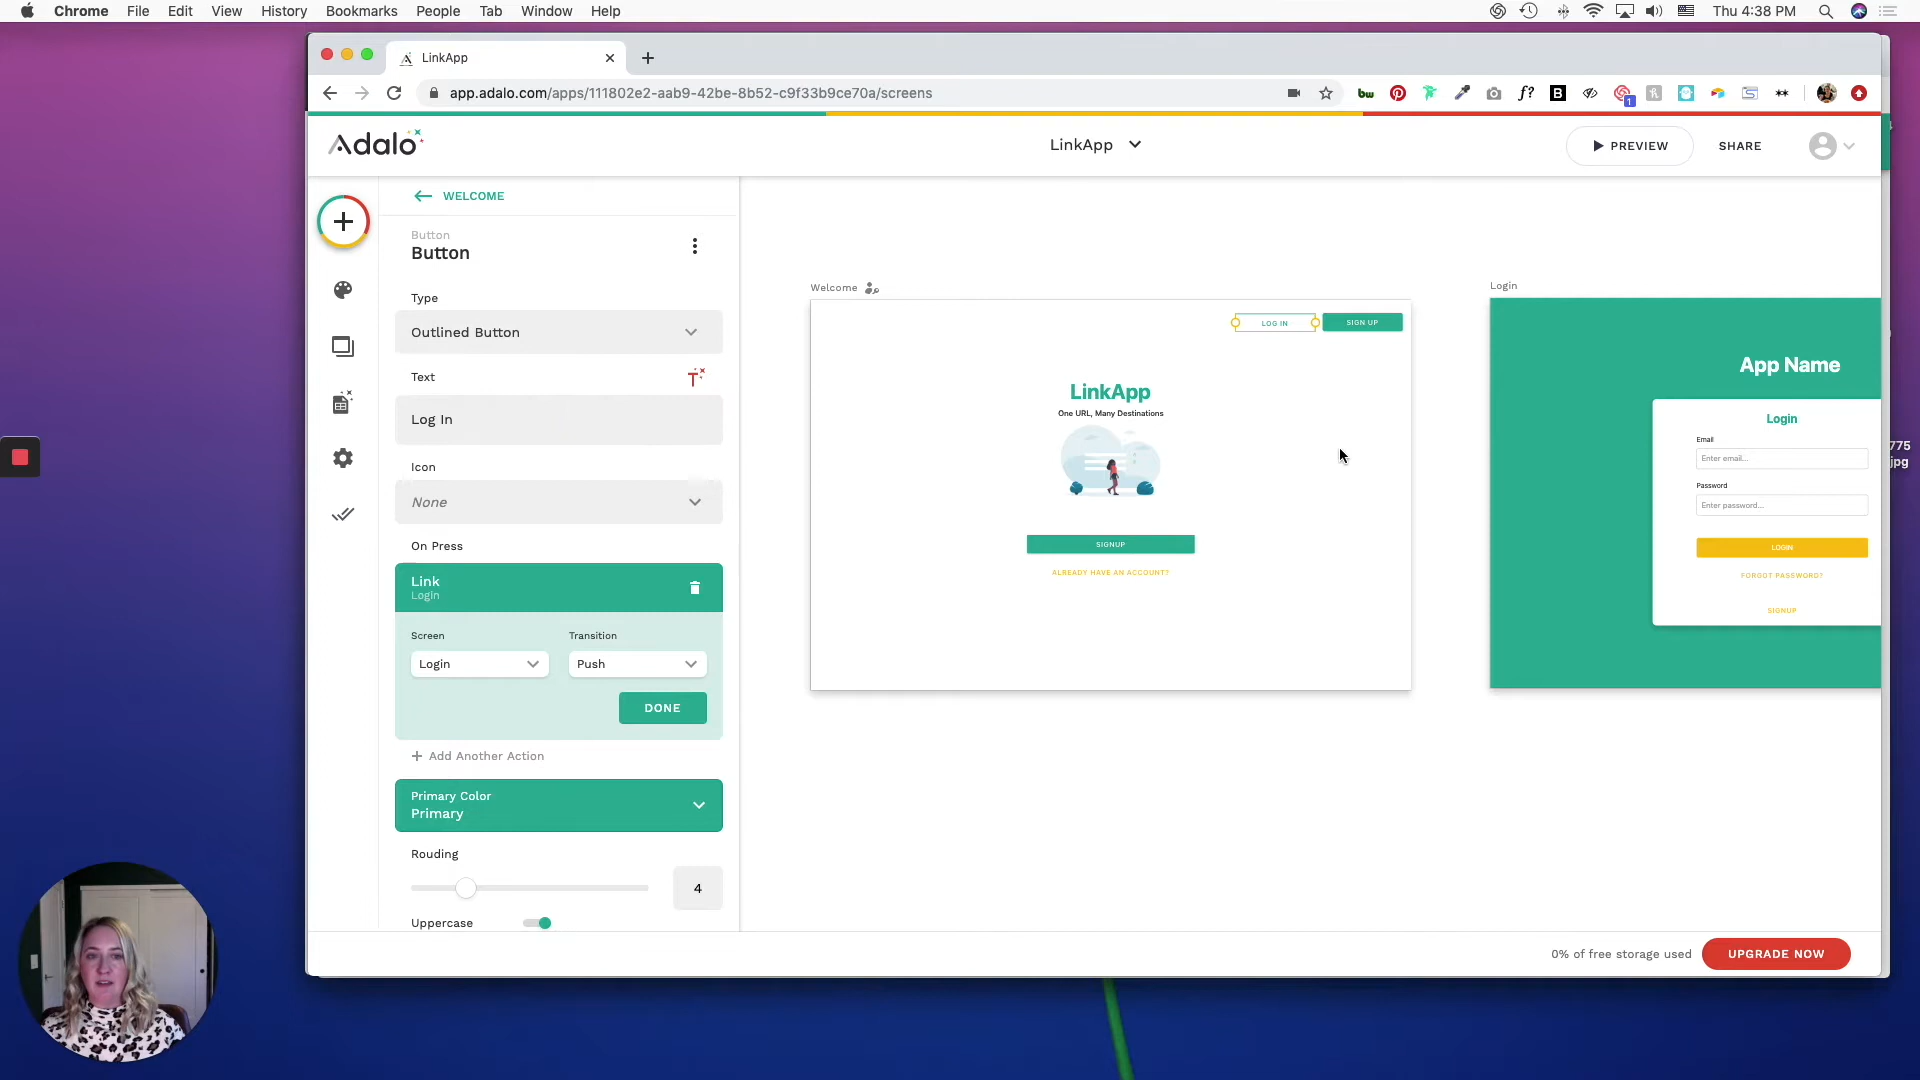 Chrome File Edit View History Bookmarks People Tab Window Help
Thu 4:38 PM
LinkApp
app.adalo.com/apps/111802e2-aab9-42be-8b52-c9f33b9ce70a/screens
bw
f?
B
1
Adalo
LinkApp
PREVIEW
SHARE
WELCOME
Button
Button
Type
Outlined Button
Text
Log In
Icon
None
On Press
Link
Login
Screen
Transition
Login
Push
DONE
+ Add Another Action
Primary Color
Primary
Rouding
4
Uppercase
Welcome
LOG IN
SIGN UP
LinkApp
One URL, Many Destinations
SIGNUP
ALREADY HAVE AN ACCOUNT?
Login
App Name
Login
Email
Enter email...
Password
Enter password...
LOGIN
FORGOT PASSWORD?
SIGNUP
775
jpg
0% of free storage used
UPGRADE NOW